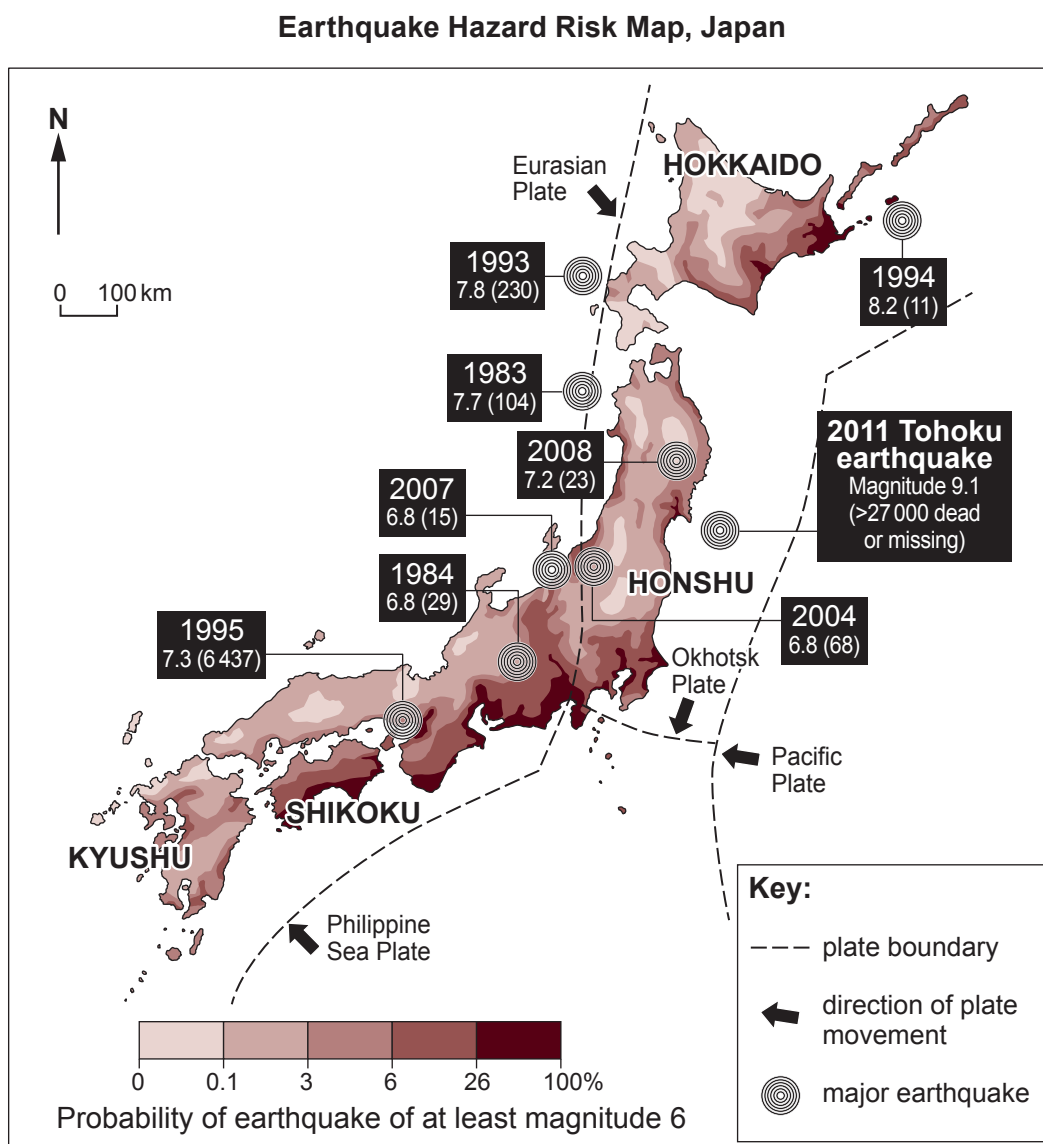 Earthquake Hazard Risk Map, Japan
N
0 100 km
Eurasian
Plate
HOKKAIDO
1993
7.8 (230)
1994
8.2 (11)
1983
7.7 (104)
2008
7.2 (23)
2011 Tohoku
earthquake
Magnitude 9.1
(>27 000 dead
or missing)
2007
6.8 (15)
1984
6.8 (29)
HONSHU
2004
6.8 (68)
1995
7.3 (6 437)
Okhotsk
Plate
Pacific
Plate
SHIKOKU
KYUSHU
Philippine
Sea Plate
Key:
plate boundary
direction of plate
movement
major earthquake
0 0.1 3 6 26 100%
Probability of earthquake of at least magnitude 6